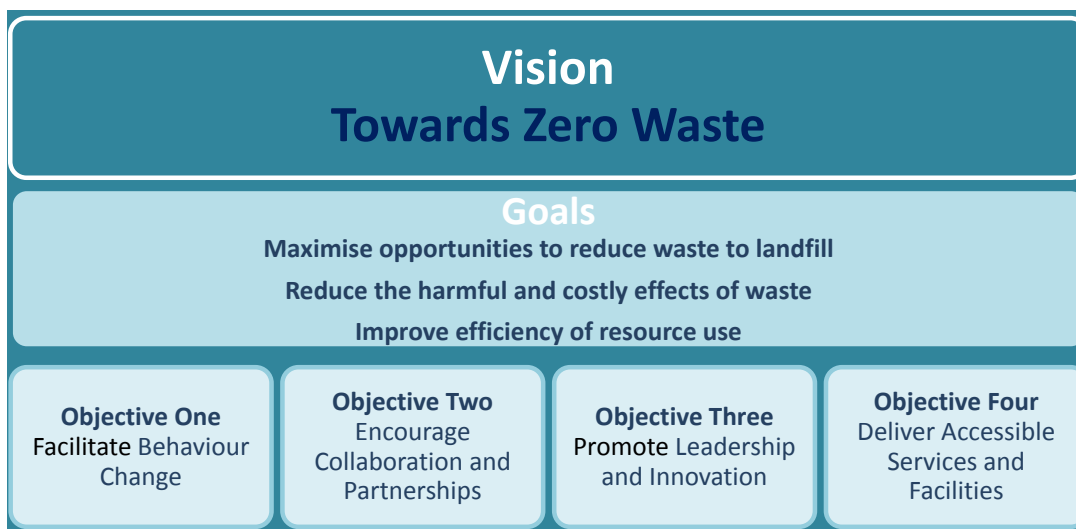 Vision
Towards Zero Waste
Goals
Maximise opportunities to reduce waste to landfill
Reduce the harmful and costly effects of waste
Improve efficiency of resource use
Objective One
Facilitate Behaviour
Change
Objective Two
Encourage
Collaboration and
Partnerships
Objective Three
Promote Leadership
and Innovation
Objective Four
Deliver Accessible
Services and
Facilities